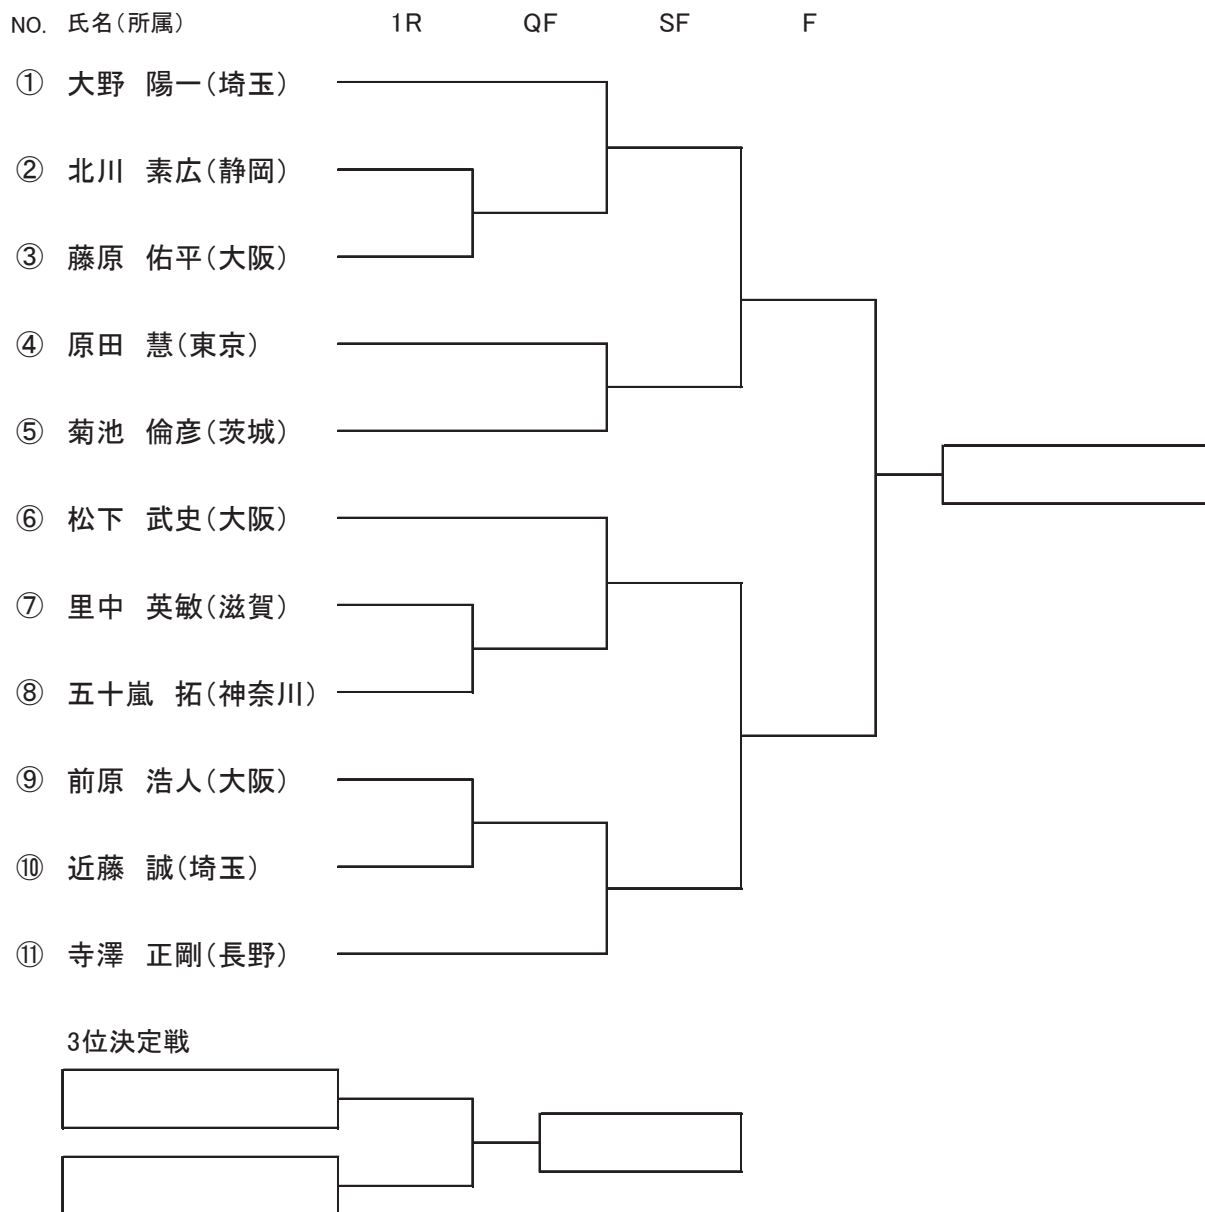 NO. 氏名(所属) 1R QF SF F
① 大野 陽一(埼玉)
② 北川 素広(静岡)
③ 藤原 佑平(大阪)
④ 原田 慧(東京)
⑤ 菊池 倫彦(茨城)
⑥ 松下 武史(大阪)
⑦ 里中 英敏(滋賀)
⑧ 五十嵐 拓(神奈川)
⑨ 前原 浩人(大阪)
⑩ 近藤 誠(埼玉)
⑪ 寺澤 正剛(長野)
3位決定戦